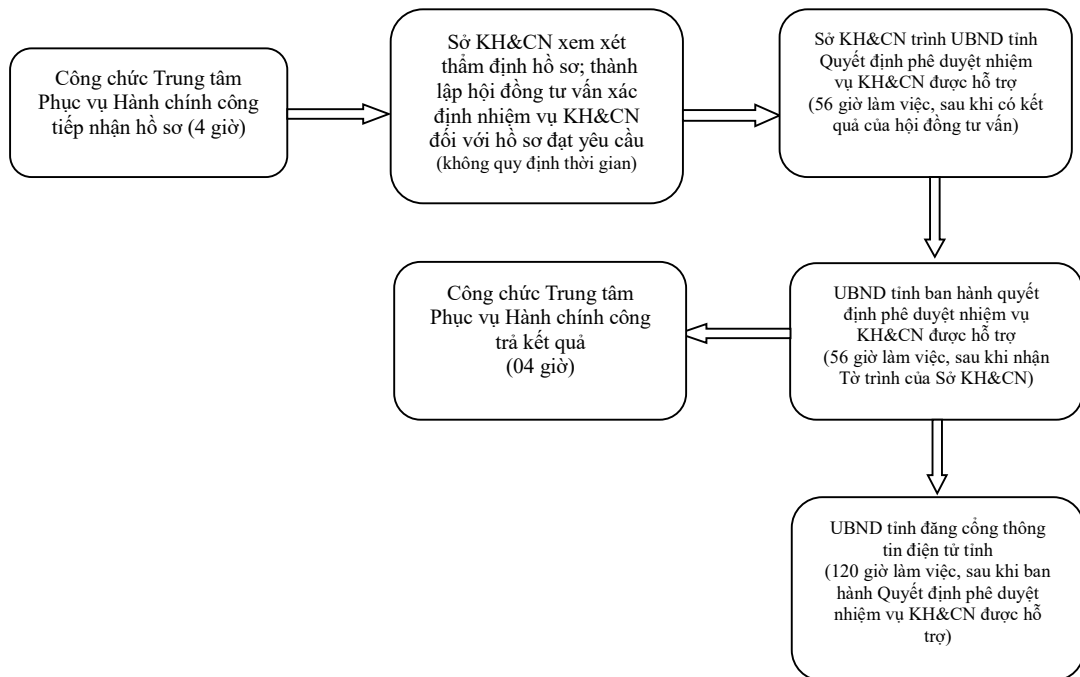 Công chức Trung tâm
Phục vụ Hành chính công
tiếp nhận hồ sơ (4 giờ)
Sở KH&CN xem xét
thẩm định hồ sơ; thành
lập hội đồng tư vấn xác
định nhiệm vụ KH&CN
đối với hồ sơ đạt yêu cầu
(không quy định thời gian)
Sở KH&CN trình UBND tỉnh
Quyết định phê duyệt nhiệm
vụ KH&CN được hỗ trợ
(56 giờ làm việc, sau khi có kết
quả của hội đồng tư vấn)
UBND tỉnh ban hành quyết
định phê duyệt nhiệm vụ
KH&CN được hỗ trợ
(56 giờ làm việc, sau khi nhận
Tờ trình của Sở KH&CN)
Công chức Trung tâm
Phục vụ Hành chính công
trả kết quả
(04 giờ)
UBND tỉnh đăng cổng thông
tin điện tử tỉnh
(120 giờ làm việc, sau khi ban
hành Quyết định phê duyệt
nhiệm vụ KH&CN được hỗ
trợ)